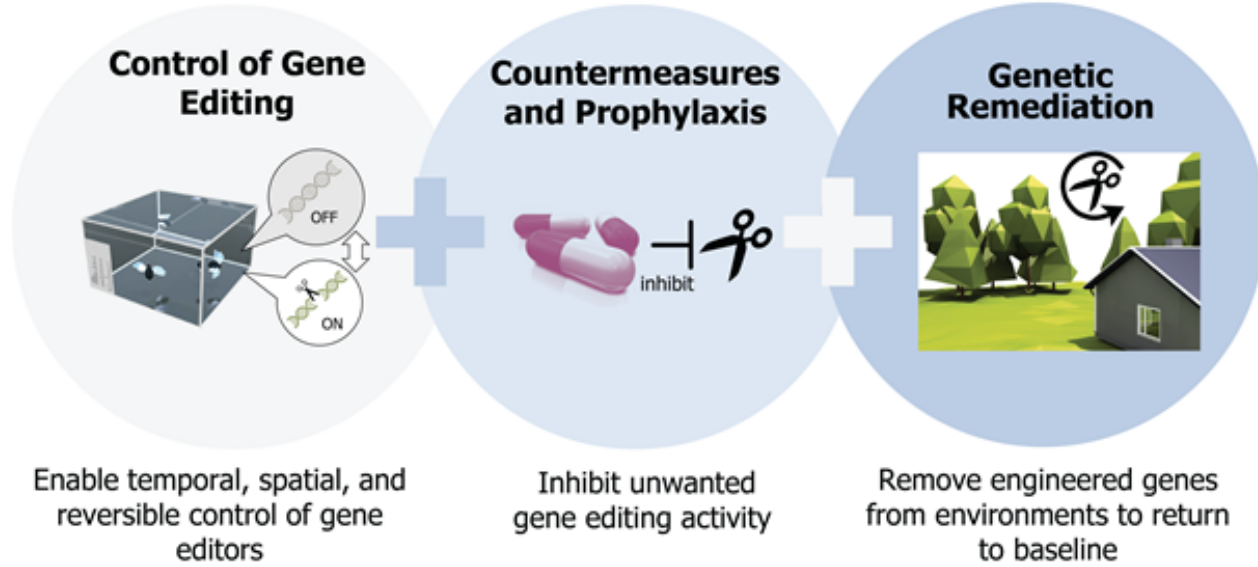 Control of Gene
Editing
OFF
ON
Enable temporal, spatial, and
reversible control of gene
editors
Countermeasures
and Prophylaxis
inhibit
Inhibit unwanted
gene editing activity
Genetic
Remediation
Remove engineered genes
from environments to return
to baseline